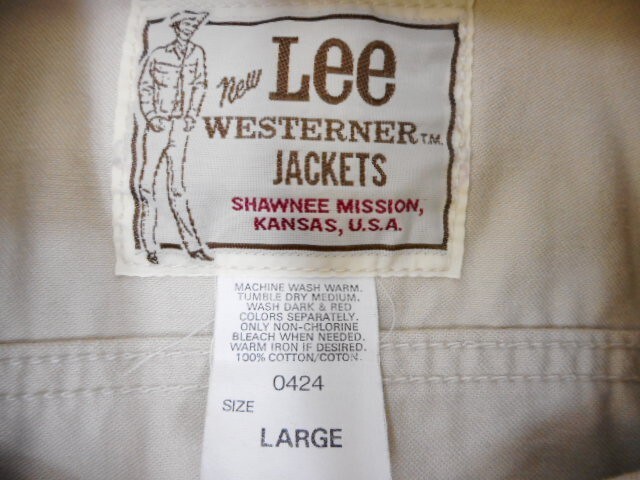 New Lee
WESTERNER T.M.
JACKETS
SHAWNEE MISSION,
KANSAS, U.S.A.
MACHINE WASH WARM.
TUMBLE DRY MEDIUM.
WASH DARK & RED
COLORS SEPARATELY.
ONLY NON-CHLORINE
BLEACH WHEN NEEDED.
WARM IRON IF DESIRED.
100% COTTON/COTON.
0424
SIZE
LARGE